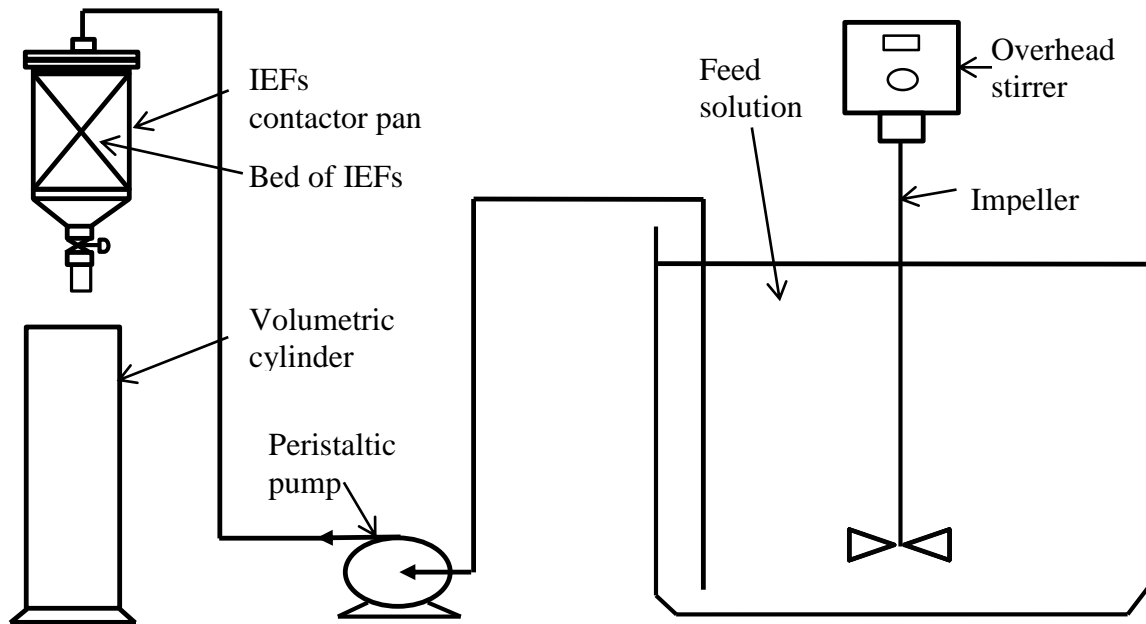 IEFs
contactor pan
Bed of IEFs
Volumetric
cylinder
Peristaltic
pump
Feed
solution
Overhead
stirrer
Impeller